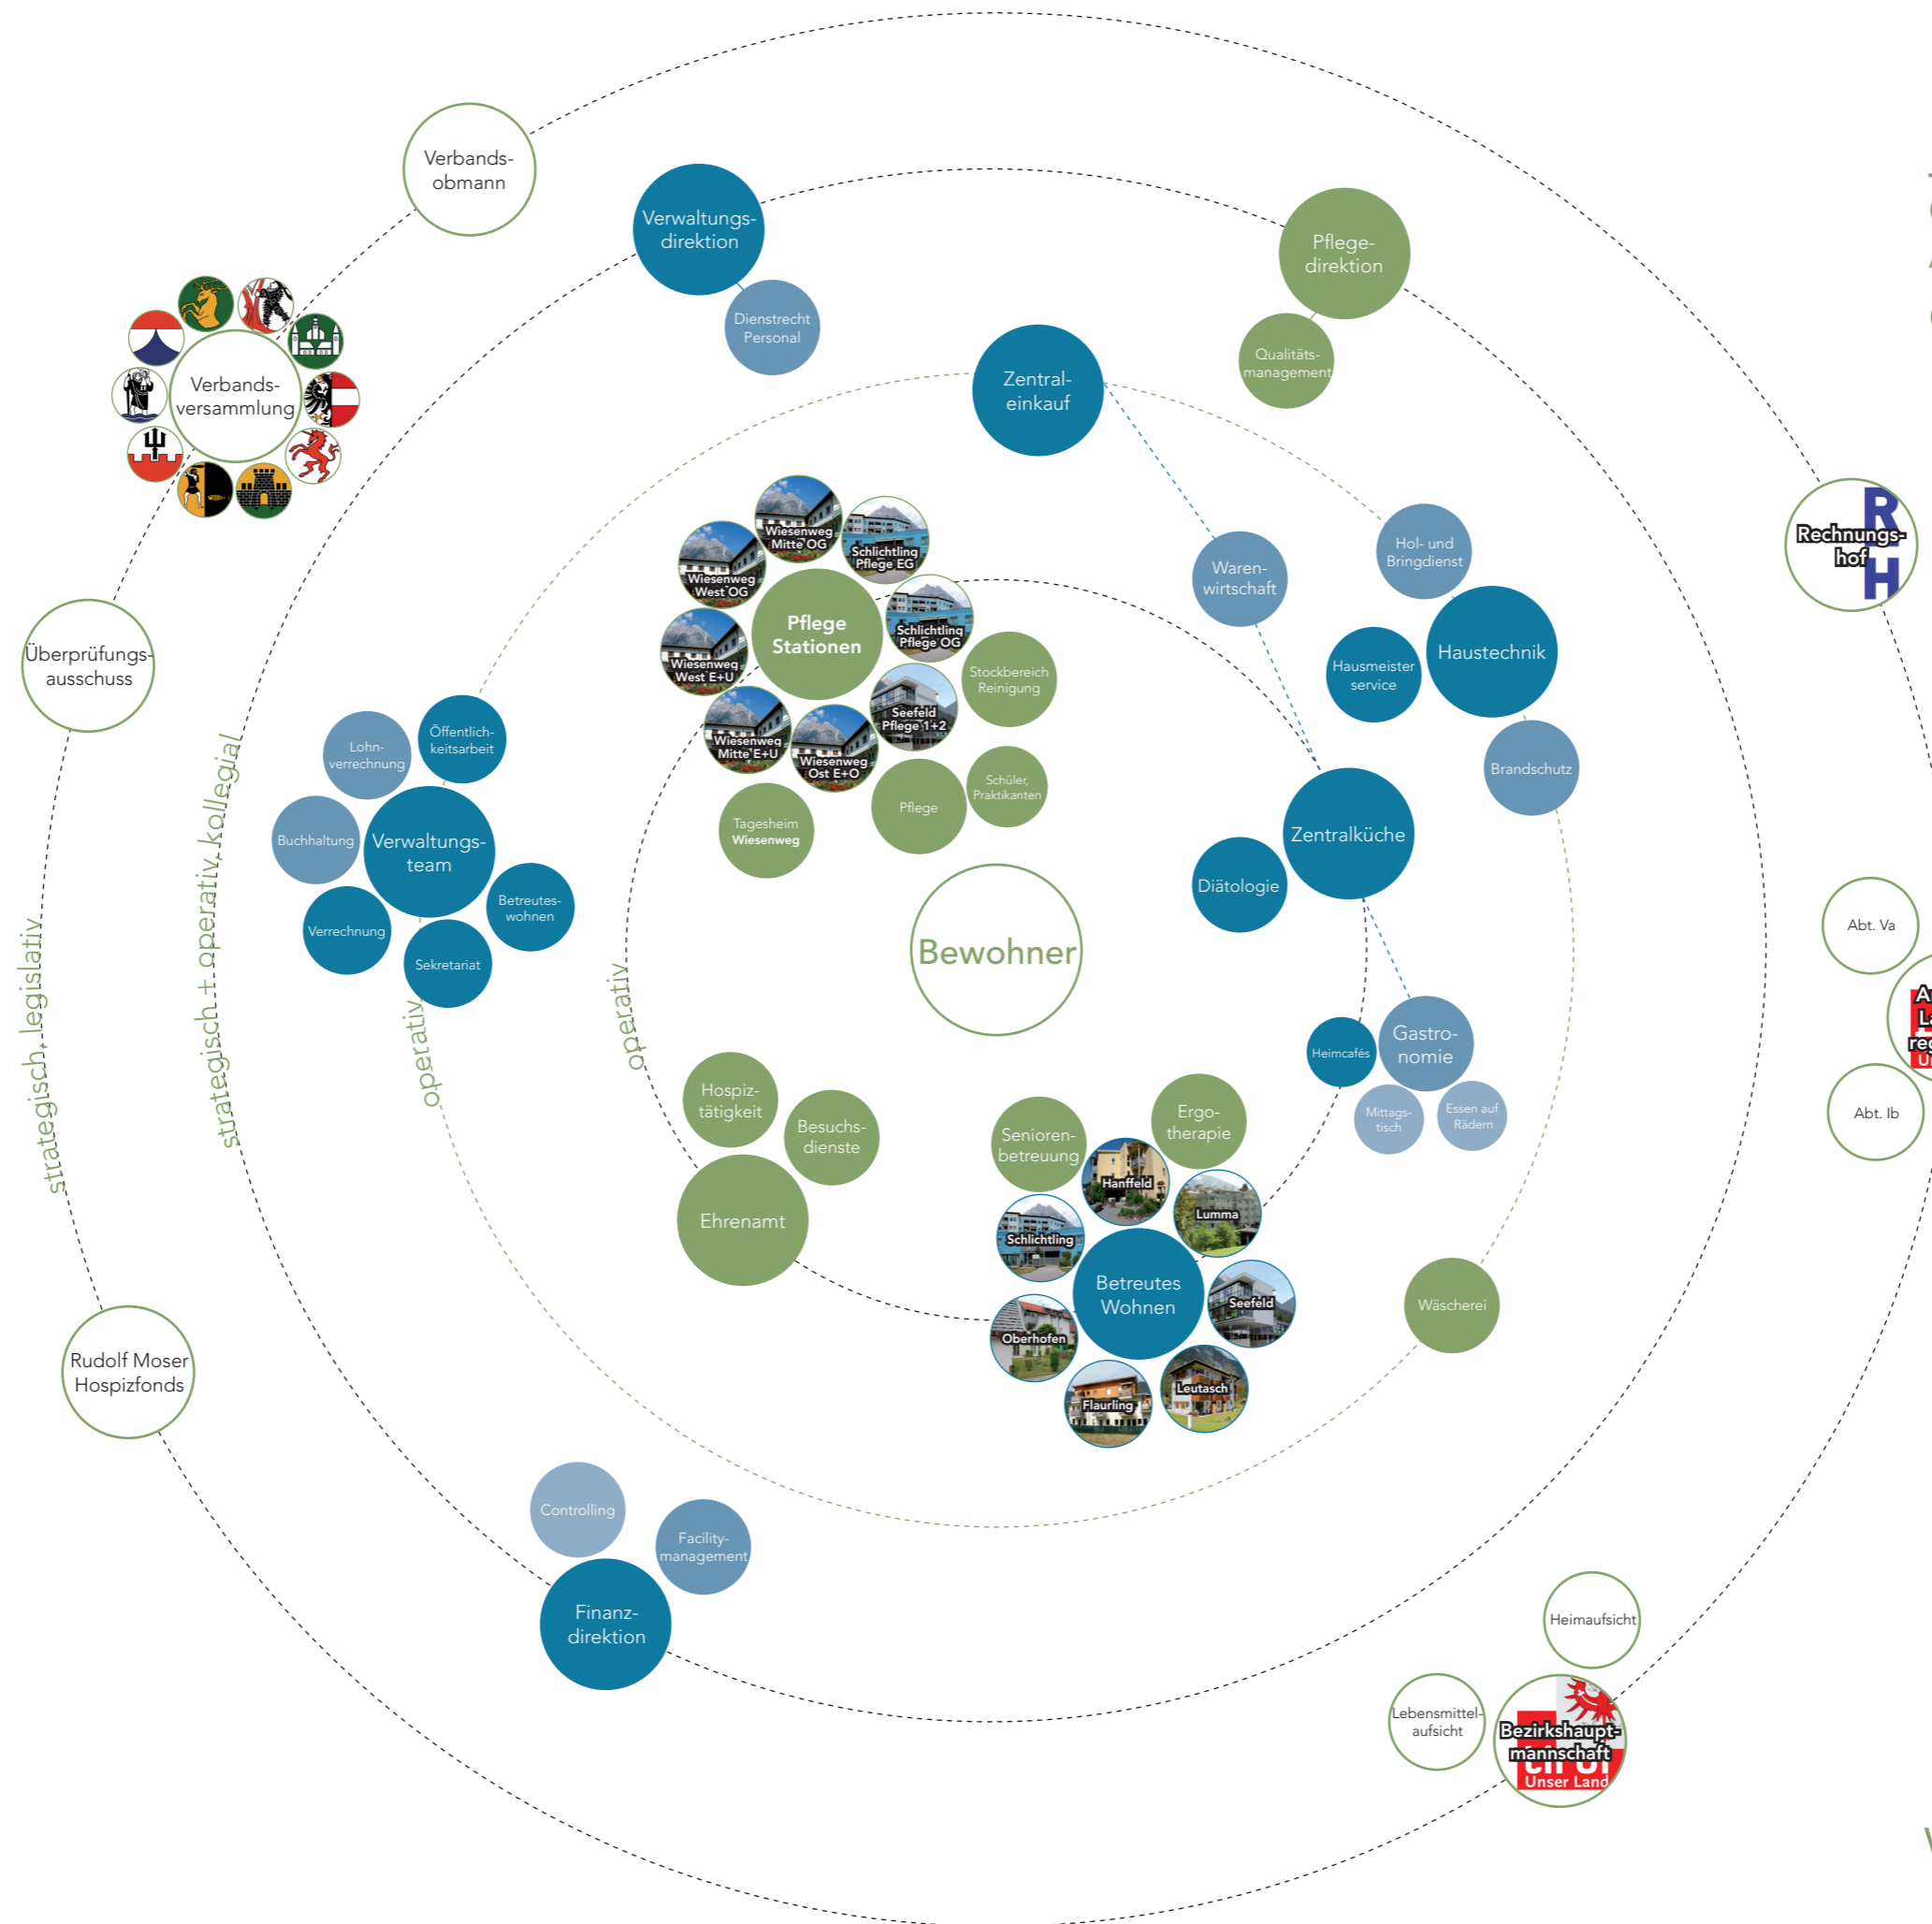 Verbands-
obmann
Verwaltungs-
direktion
Dienstrecht
Personal
Pflege-
direktion
Qualitäts-
management
Zentral-
einkauf
Verbands-
versammlung
Rechnungs-
hof
R
H
Wiesenweg
Mitte OG
Schlichtling
Pflege EG
Wiesenweg
West OG
Pflege
Stationen
Schlichtling
Pflege OG
Wiesenweg
West E+U
Seefeld
Pflege 1+2
Wiesenweg
Mitte E+U
Wiesenweg
Ost E+O
Stockbereich
Reinigung
Schüler,
Praktikanten
Pflege
Tagesheim
Wiesenweg
Waren-
wirtschaft
Hol- und
Bringdienst
Haustechnik
Hausmeister
service
Brandschutz
Überprüfungs-
ausschuss
Lohn-
verrechnung
Öffentlich-
keitsarbeit
Buchhaltung
Verwaltungs-
team
Verrechnung
Betreutes-
wohnen
Sekretariat
Zentralküche
Diätologie
Bewohner
strategisch, legislativ
strategisch + operativ, kollegial
operativ
operativ
Abt. Va
Abt. Ib
Heimcafés
Gastro-
nomie
Mittags-
tisch
Essen auf
Rädern
Hospiz-
tätigkeit
Besuchs-
dienste
Ehrenamt
Senioren-
betreuung
Ergo-
therapie
Hanffeld
Lumma
Schlichtling
Betreutes
Wohnen
Seefeld
Oberhofen
Flaurling
Leutasch
Wäscherei
Rudolf Moser
Hospizfonds
Controlling
Facility-
management
Finanz-
direktion
Heimaufsicht
Lebensmittel-
aufsicht
Bezirkshaupt-
mannschaft
tirol
Unser Land